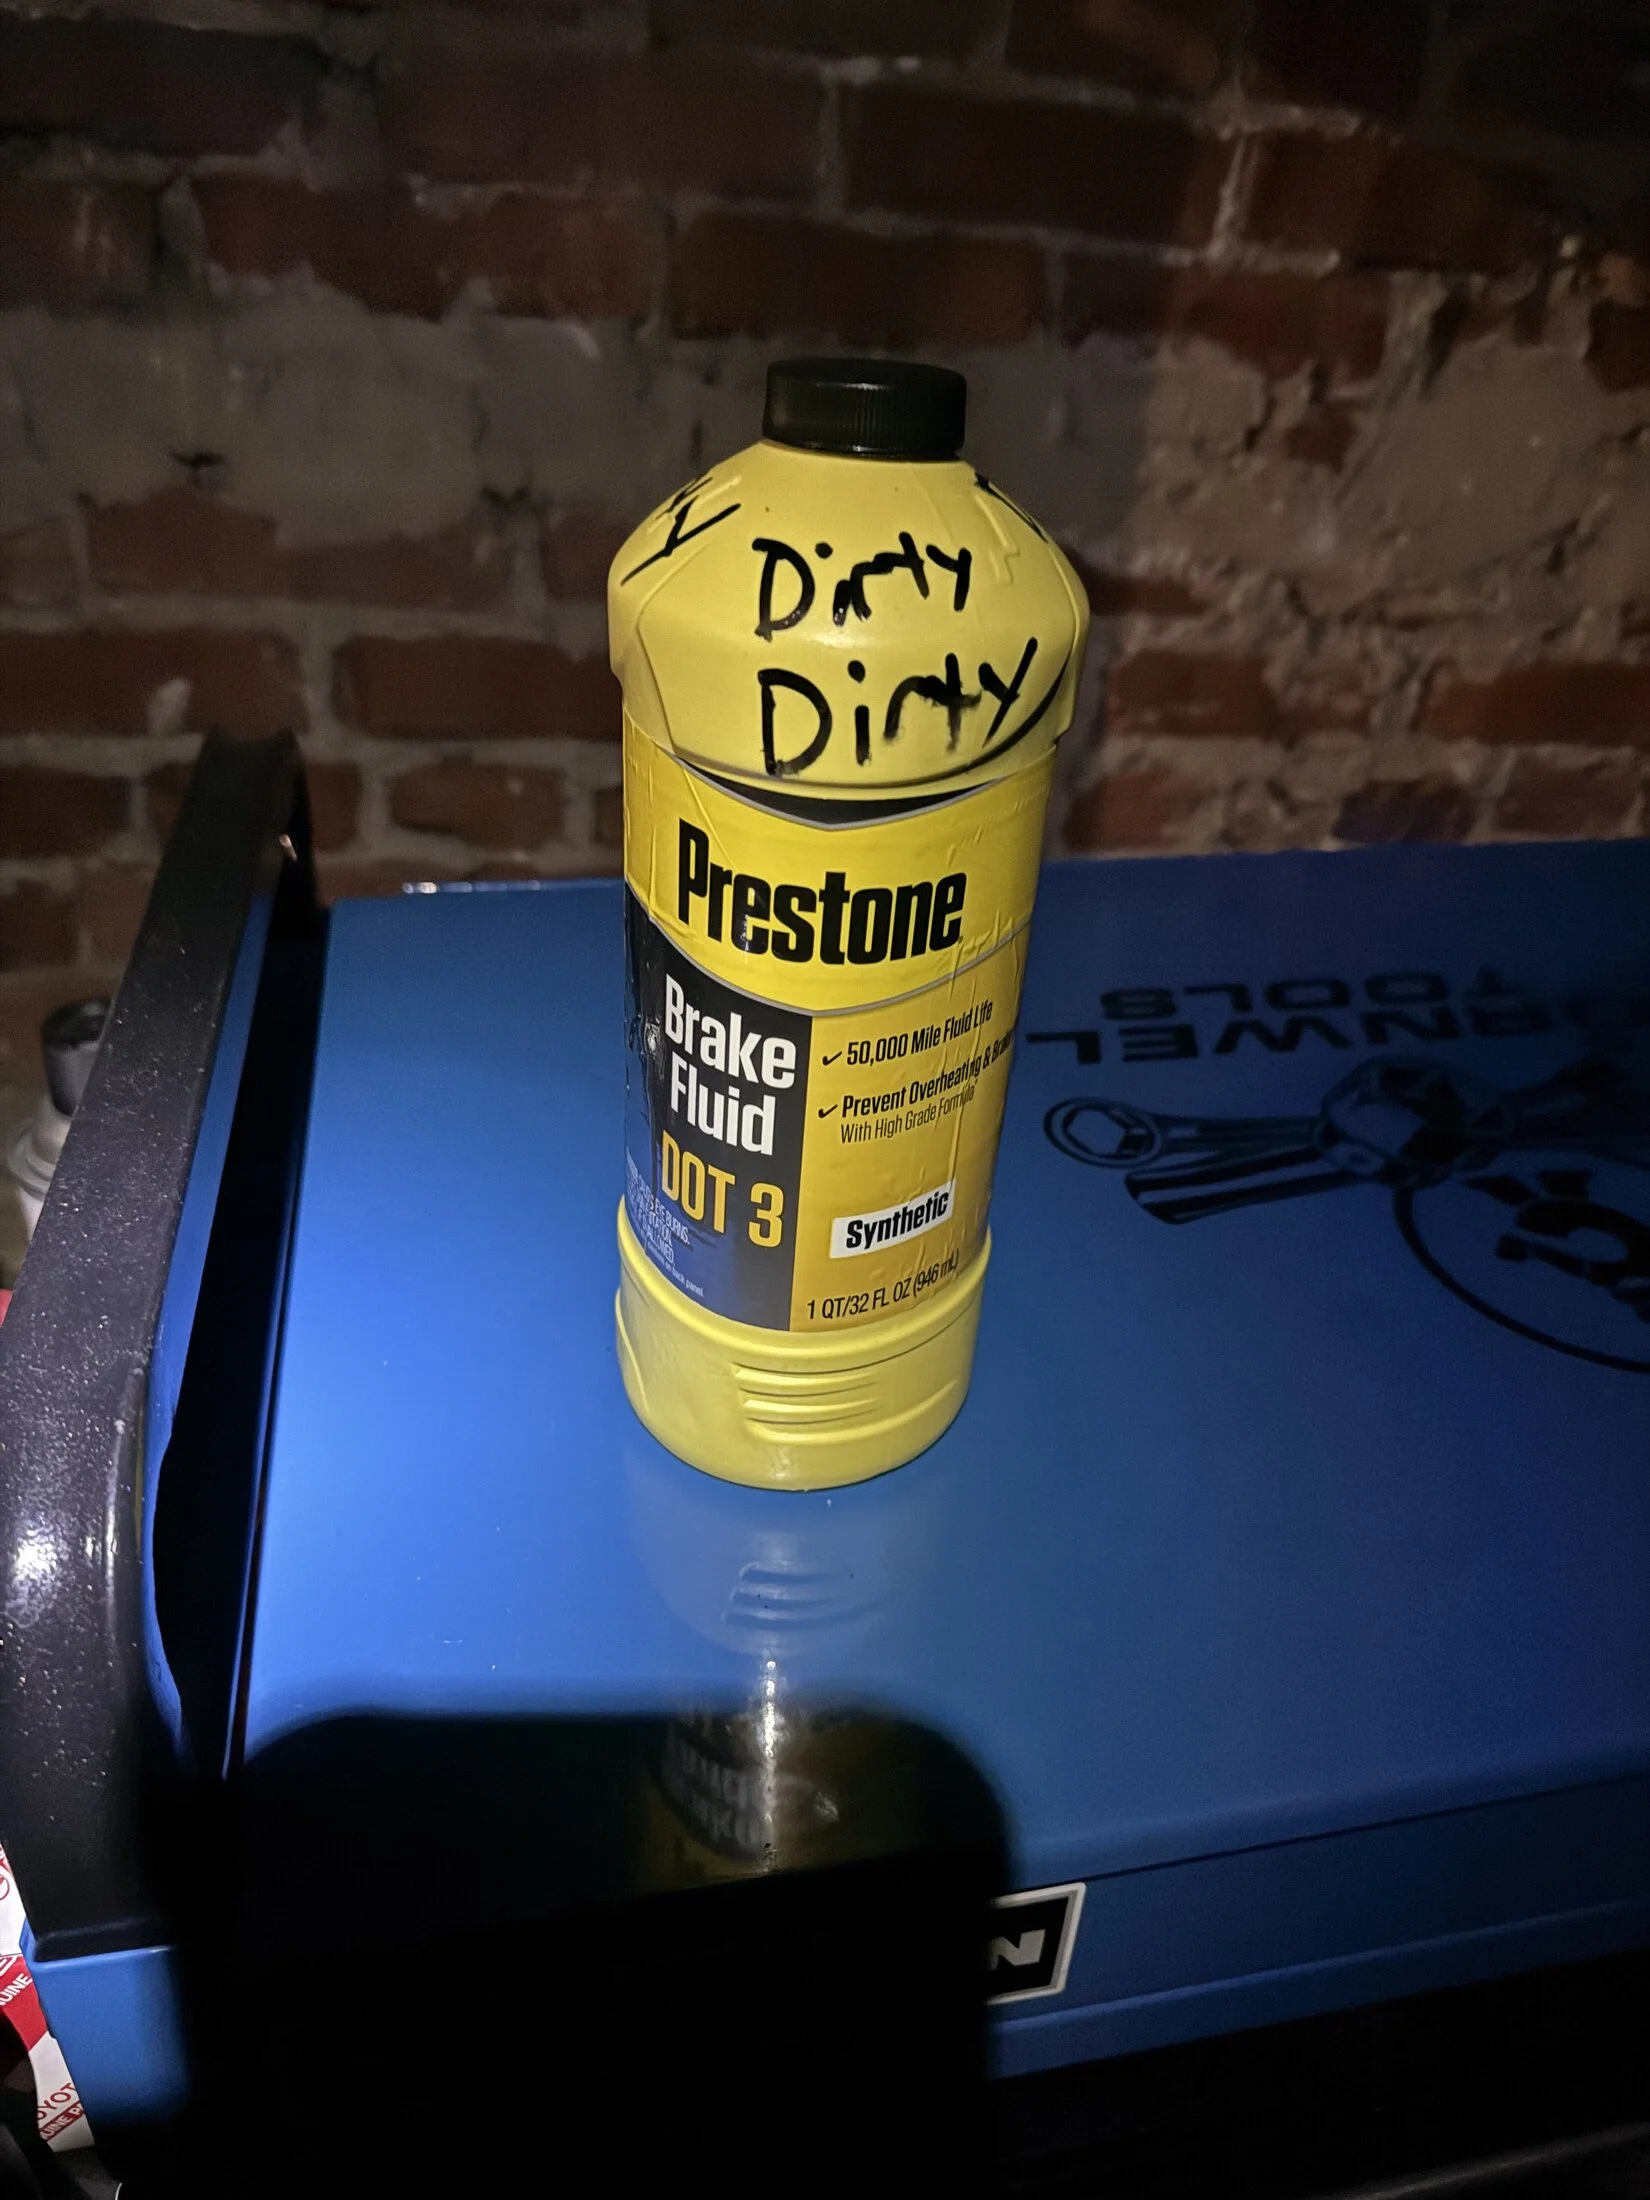 Dirty
Dirty
Prestone
Brake
Fluid
DOT 3
✓ 50,000 Mile Fluid Life
✓ Prevent Overheating &
With High Grade Formula
Synthetic
1 QT/32 FL OZ (946 mL)
TOOLS